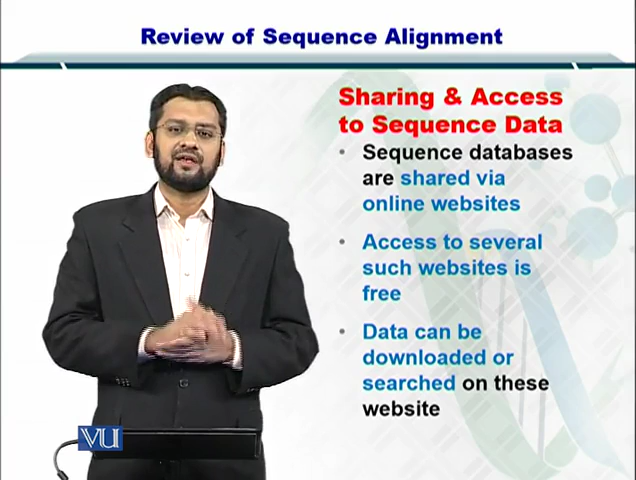 Review of Sequence Alignment
Sharing & Access
to Sequence Data
• Sequence databases
are shared via
online websites
• Access to several
such websites is
free
• Data can be
downloaded or
searched on these
website
VU